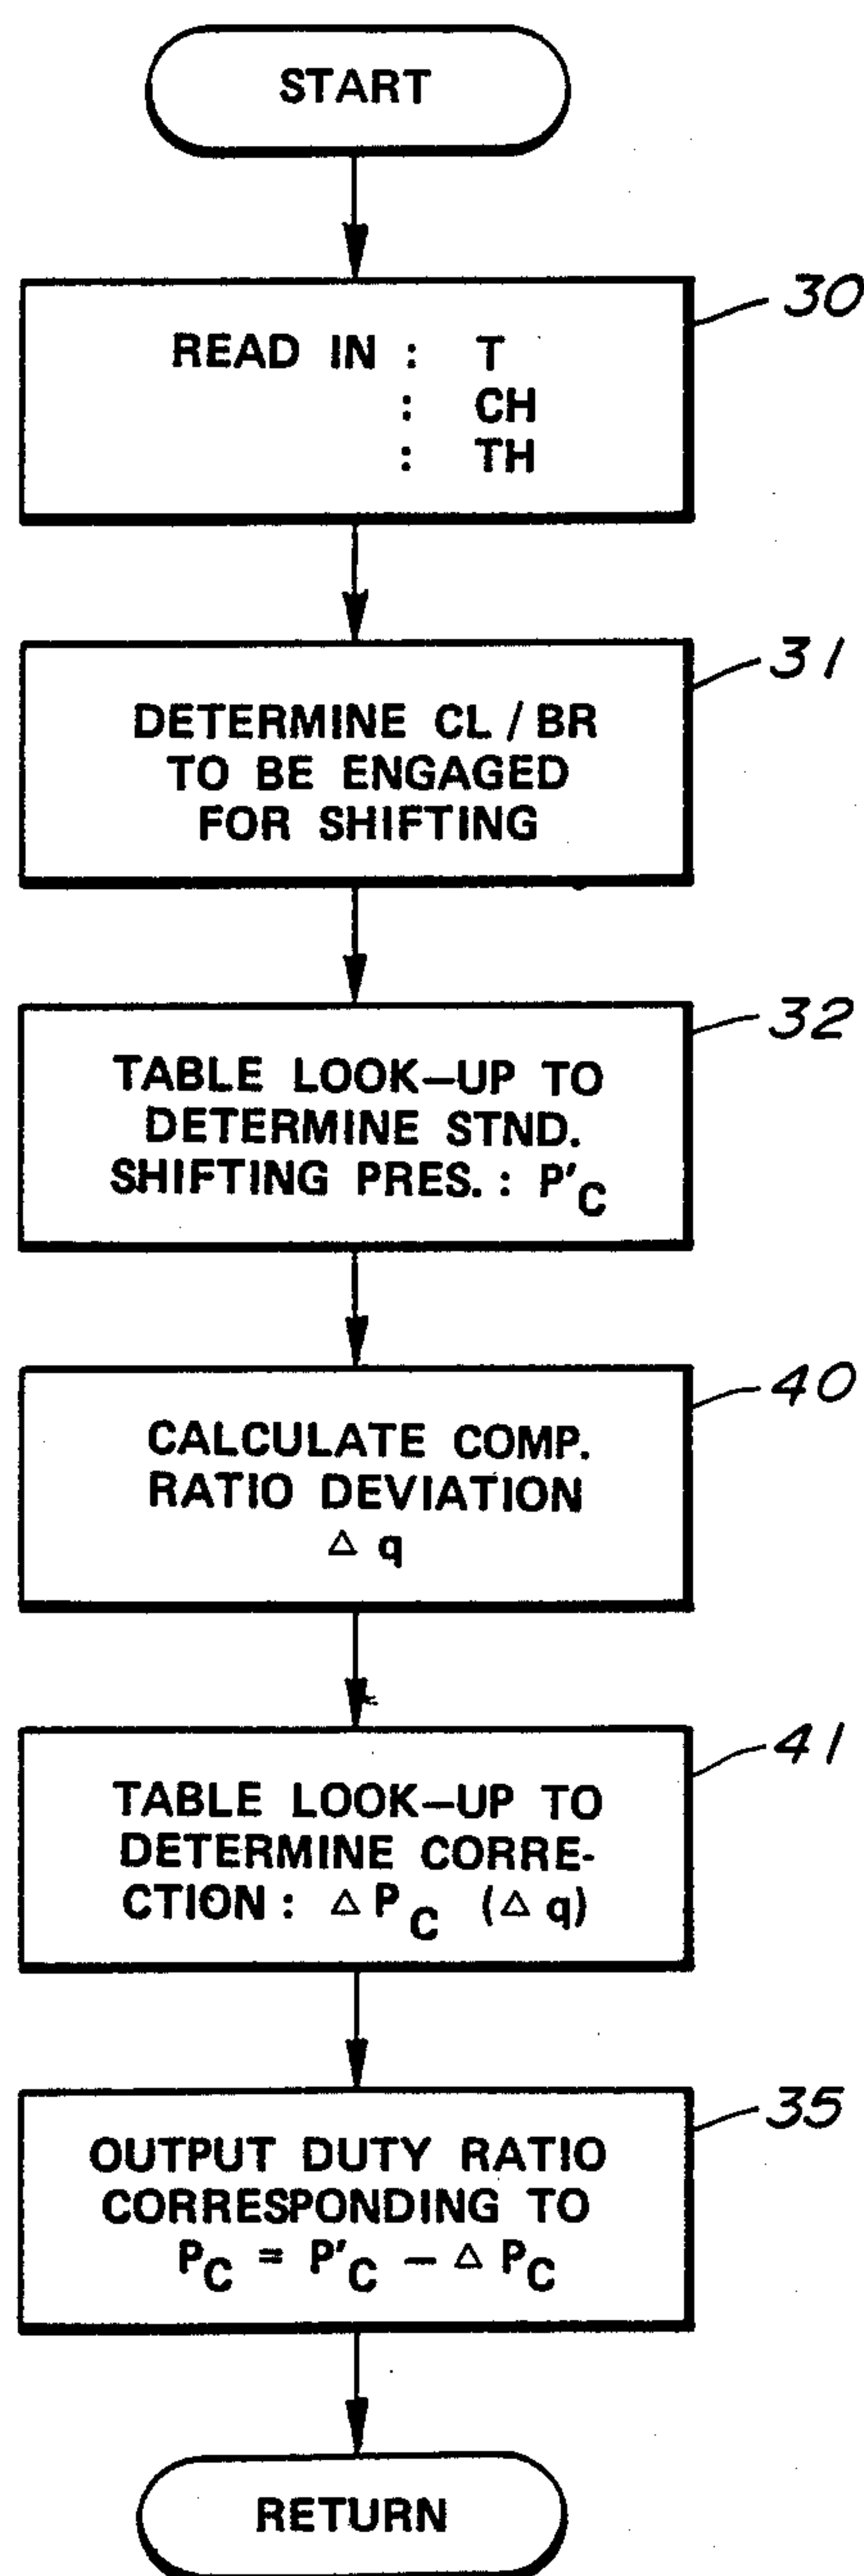 START
30
READ IN : T
: CH
: TH
31
DETERMINE CL / BR
TO BE ENGAGED
FOR SHIFTING
32
TABLE LOOK–UP TO
DETERMINE STND.
SHIFTING PRES. : P'C
40
CALCULATE COMP.
RATIO DEVIATION
△ q
41
TABLE LOOK–UP TO
DETERMINE CORRE-
CTION : △ PC (△ q)
35
OUTPUT DUTY RATIO
CORRESPONDING TO
PC = P'C – △ PC
RETURN